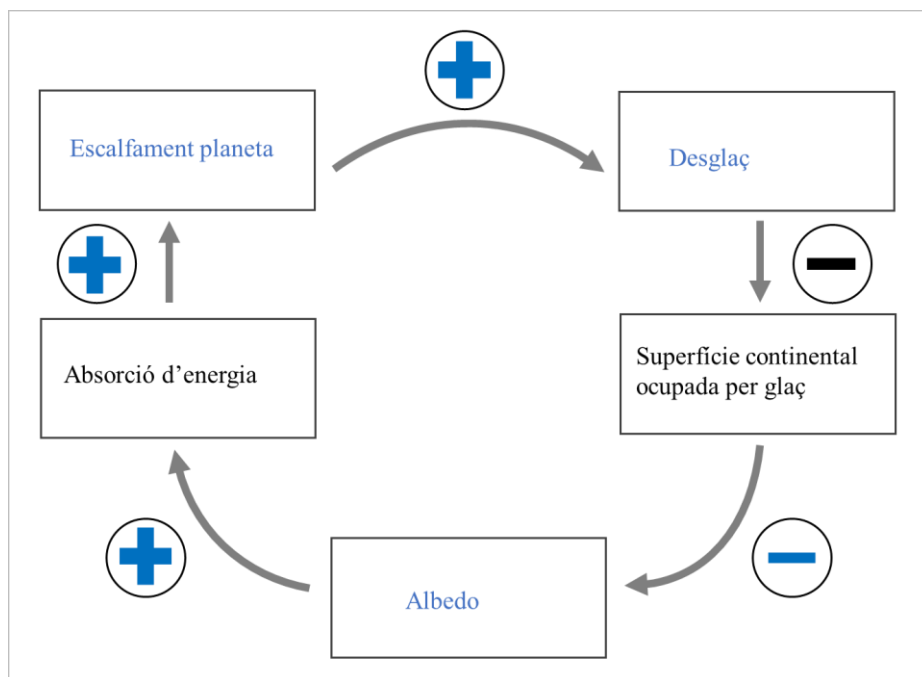 Escalfament planeta
Desglaç
Absorció d’energia
Superfície continental
ocupada per glaç
Albedo